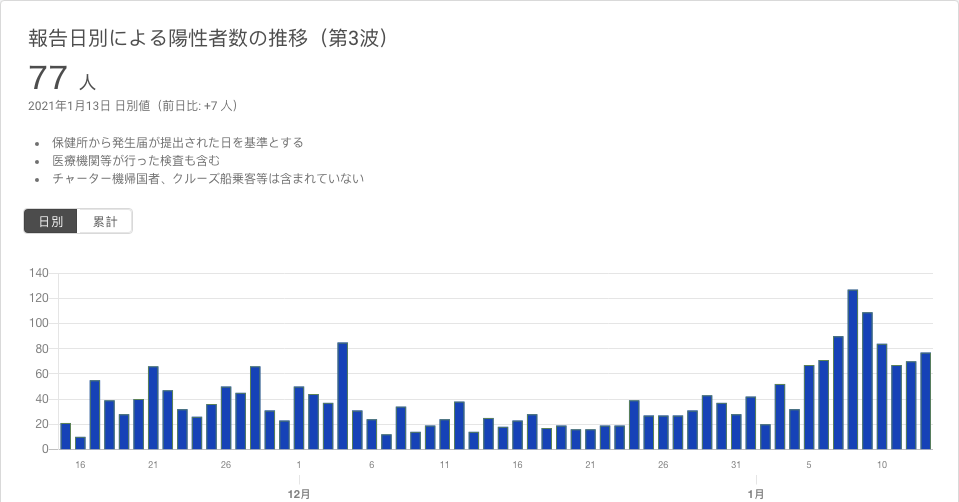 報告日別による陽性者数の推移（第3波）
77 人
2021年1月13日 日別値（前日比: +7 人）
保健所から発生届が提出された日を基準とする
医療機関等が行った検査も含む
チャーター機帰国者、クルーズ船乗客等は含まれていない
日別 累計
140
120
100
80
60
40
20
0
16 21 26 1 6 11 16 21 26 31 5 10
12月 1月